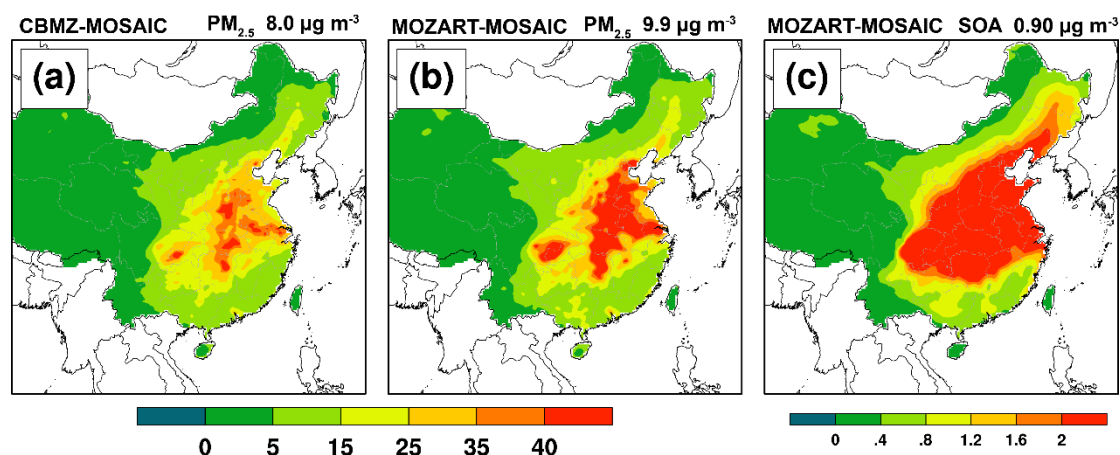 CBMZ-MOSAIC PM2.5 8.0 µg m-3
(a)
MOZART-MOSAIC PM2.5 9.9 µg m-3
(b)
MOZART-MOSAIC SOA 0.90 µg m-3
(c)
0 5 15 25 35 40
0 .4 .8 1.2 1.6 2